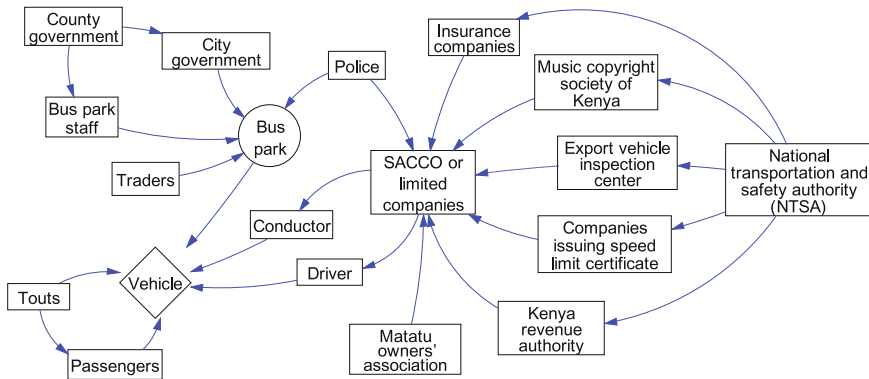 County
government
City
government
Bus park
staff
Traders
Bus
park
Police
Insurance
companies
Music copyright
society of
Kenya
SACCO or
limited
companies
Export vehicle
inspection
center
National
transportation and
safety authority
(NTSA)
Conductor
Companies
issuing speed
limit certificate
Driver
Vehicle
Touts
Passengers
Matatu
owners'
association
Kenya
revenue
authority